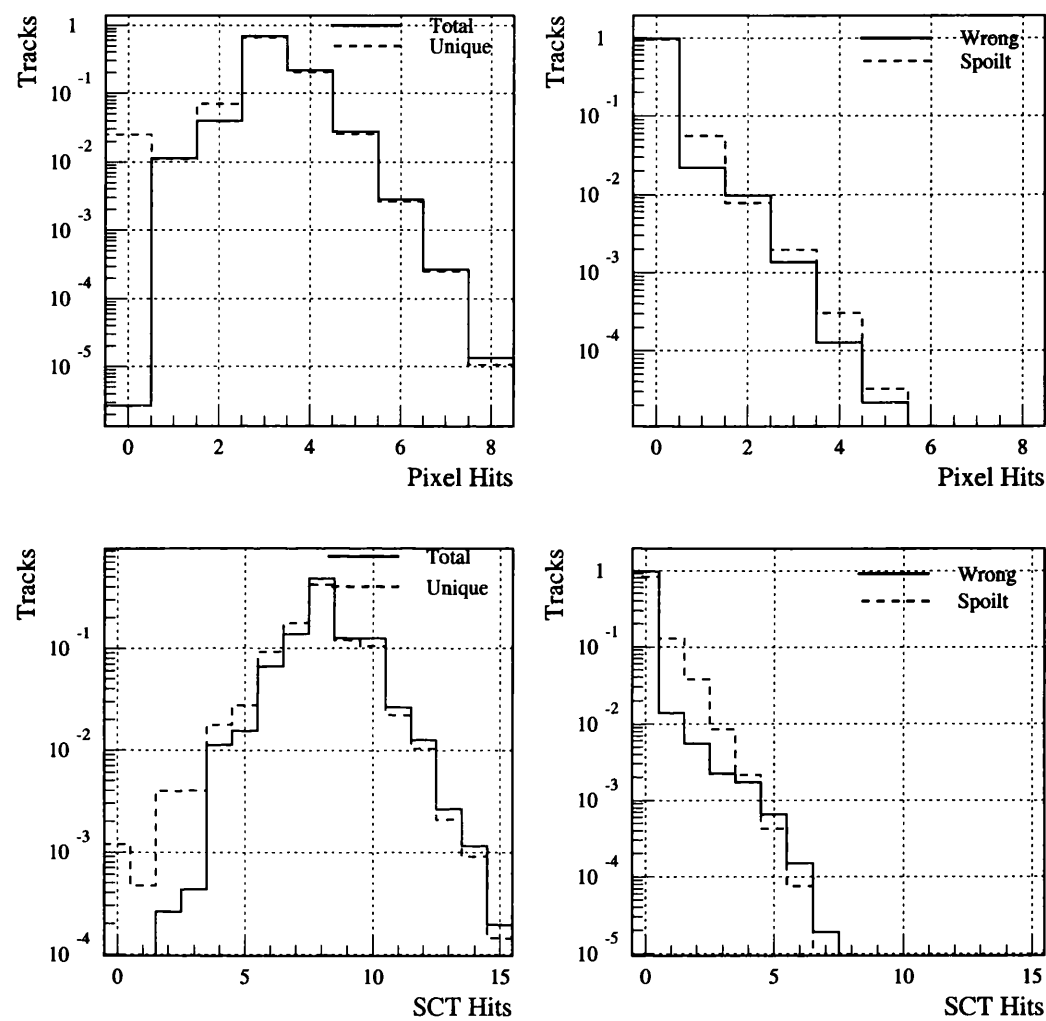 Tracks
1
10 -1
10 -2
10 -3
10 -4
10 -5
Total
Unique
0 2 4 6 8
Pixel Hits
Tracks
1
10 -1
10 -2
10 -3
10 -4
Wrong
Spoilt
0 2 4 6 8
Pixel Hits
Tracks
10 -1
10 -2
10 -3
10 -4
Total
Unique
0 5 10 15
SCT Hits
Tracks
1
10 -1
10 -2
10 -3
10 -4
10 -5
Wrong
Spoilt
0 5 10 15
SCT Hits